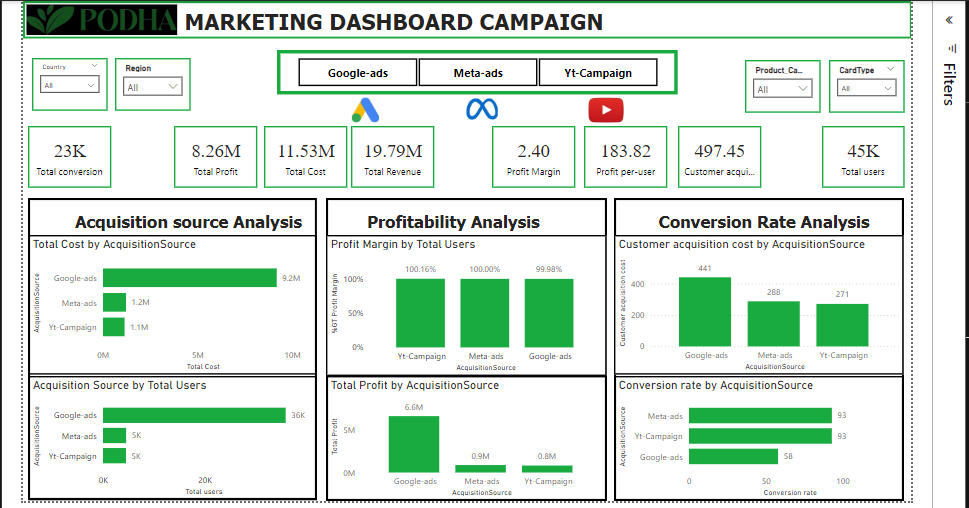 PODHA MARKETING DASHBOARD CAMPAIGN
Filters
Country
All
Region
All
Google-ads
Meta-ads
Yt-Campaign
Product_Ca...
All
CardType
All
23K
Total conversion
8.26M
Total Profit
11.53M
Total Cost
19.79M
Total Revenue
2.40
Profit Margin
183.82
Profit per-user
497.45
Customer acqui...
45K
Total users
Acquisition source Analysis
Total Cost by AcquisitionSource
AcquisitionSource
Google-ads 9.2M
Meta-ads 1.2M
Yt-Campaign 1.1M
0M 5M 10M
Total Cost
Acquisition Source by Total Users
AcquisitionSource
Google-ads 36K
Meta-ads 5K
Yt-Campaign 5K
0K 20K
Total users
Profitability Analysis
Profit Margin by Total Users
%GT Profit Margin
100.16% 100.00% 99.98%
100%
50%
0%
Yt-Campaign Meta-ads Google-ads
AcquisitionSource
Total Profit by AcquisitionSource
Total Profit
6.6M
5M
0.9M 0.8M
0M
Google-ads Meta-ads Yt-Campaign
AcquisitionSource
Conversion Rate Analysis
Customer acquisition cost by AcquisitionSource
Customer acquisition cost
441
400
288 271
200
0
Google-ads Meta-ads Yt-Campaign
AcquisitionSource
Conversion rate by AcquisitionSource
AcquisitionSource
Meta-ads 93
Yt-Campaign 93
Google-ads 58
0 50 100
Conversion rate